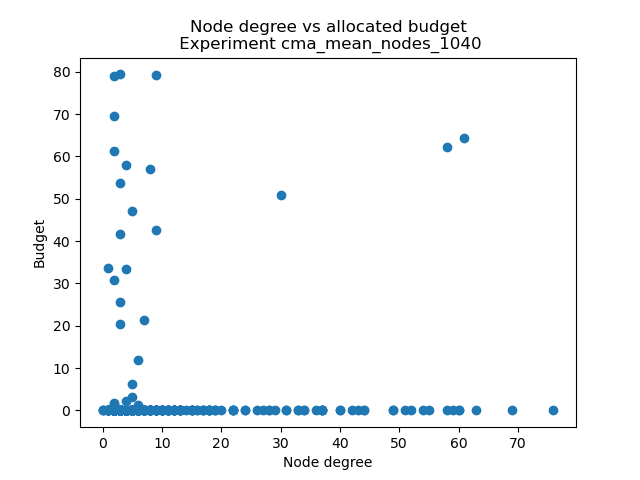 Node degree vs allocated budget
Experiment cma_mean_nodes_1040
80
70
60
50
40
30
20
10
0
Budget
0 10 20 30 40 50 60 70
Node degree